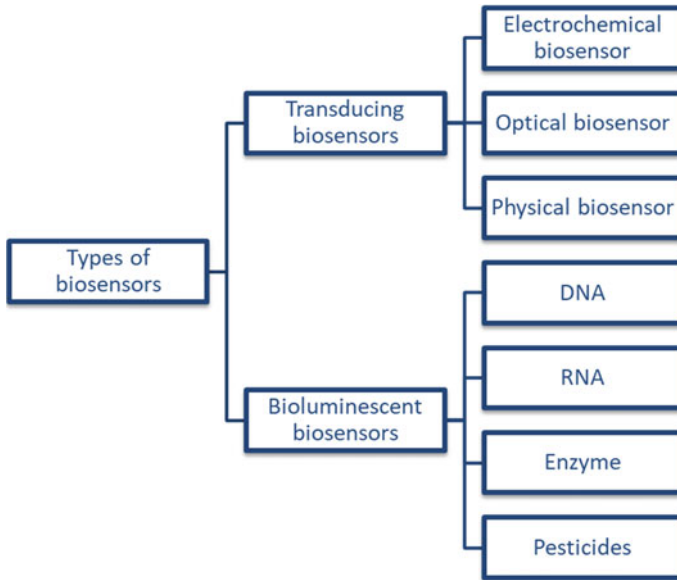 Types of
biosensors
Transducing
biosensors
Electrochemical
biosensor
Optical biosensor
Physical biosensor
Bioluminescent
biosensors
DNA
RNA
Enzyme
Pesticides